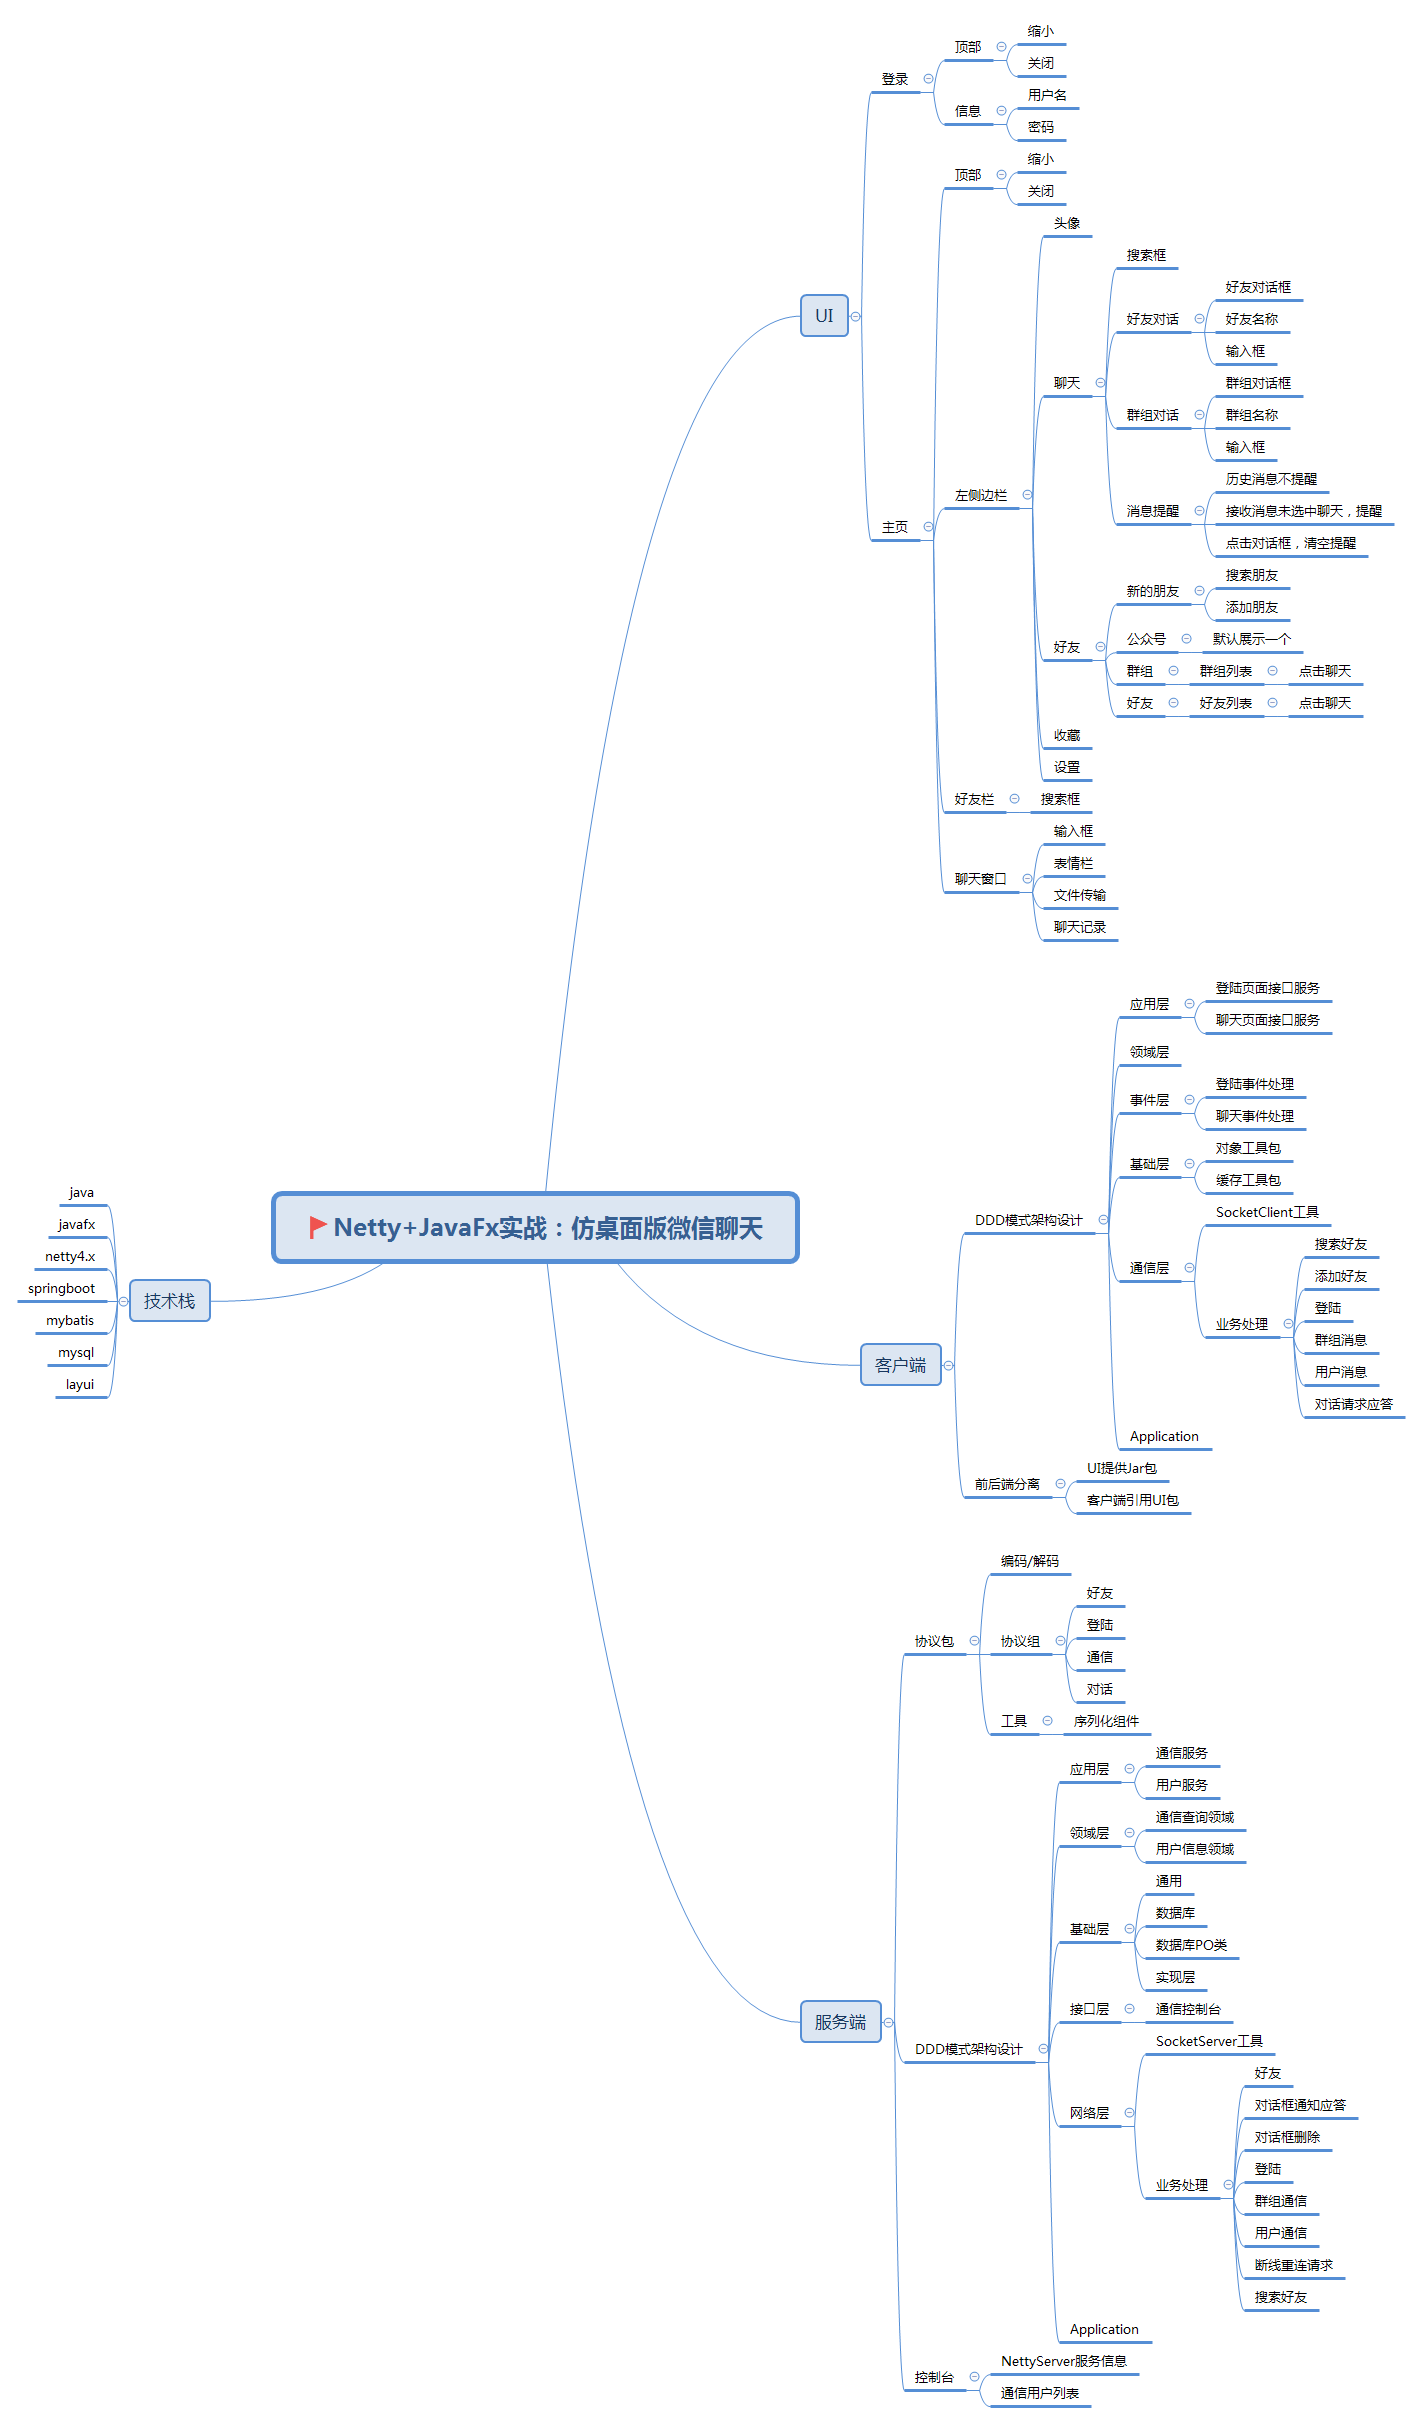 Netty+JavaFx实战：仿桌面版微信聊天
UI
登录
顶部
缩小
关闭
信息
用户名
密码
主页
顶部
缩小
关闭
左侧边栏
头像
聊天
搜索框
好友对话
好友对话框
好友名称
输入框
群组对话
群组对话框
群组名称
输入框
消息提醒
历史消息不提醒
接收消息未选中聊天，提醒
点击对话框，清空提醒
好友
新的朋友
搜索朋友
添加朋友
公众号
默认展示一个
群组
群组列表
点击聊天
好友
好友列表
点击聊天
收藏
设置
好友栏
搜索框
聊天窗口
输入框
表情栏
文件传输
聊天记录
客户端
DDD模式架构设计
应用层
登陆页面接口服务
聊天页面接口服务
领域层
事件层
登陆事件处理
聊天事件处理
基础层
对象工具包
缓存工具包
通信层
SocketClient工具
业务处理
搜索好友
添加好友
登陆
群组消息
用户消息
对话请求应答
Application
前后端分离
UI提供Jar包
客户端引用UI包
服务端
协议包
编码/解码
协议组
好友
登陆
通信
对话
工具
序列化组件
DDD模式架构设计
应用层
通信服务
用户服务
领域层
通信查询领域
用户信息领域
基础层
通用
数据库
数据库PO类
实现层
接口层
通信控制台
网络层
SocketServer工具
业务处理
好友
对话框通知应答
对话框删除
登陆
群组通信
用户通信
断线重连请求
搜索好友
Application
控制台
NettyServer服务信息
通信用户列表
技术栈
java
javafx
netty4.x
springboot
mybatis
mysql
layui